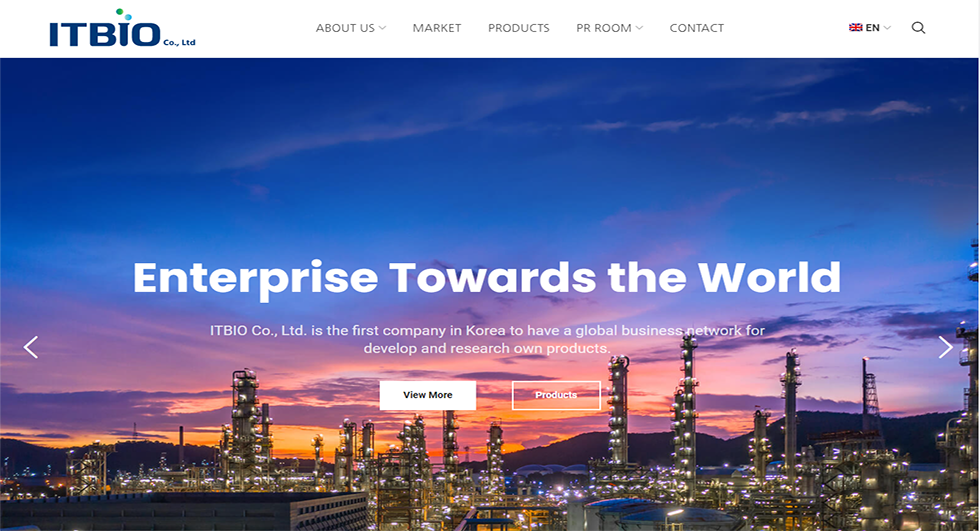 ITBIO Co., Ltd
ABOUT US
MARKET
PRODUCTS
PR ROOM
CONTACT
EN
Enterprise Towards the World
ITBIO Co., Ltd. is the first company in Korea to have a global business network for
develop and research own products.
View More
Products